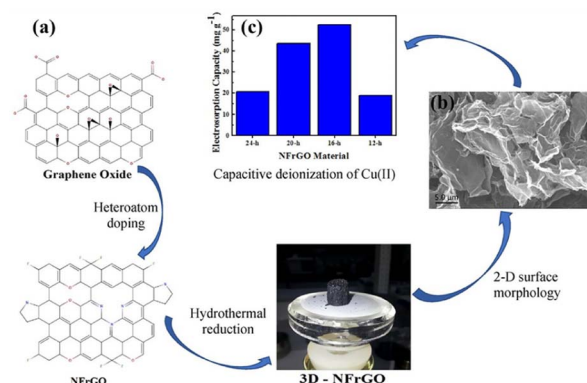 (a)
Graphene Oxide
Heteroatom
doping
NFrGO
Hydrothermal
reduction
3D - NFrGO
2-D surface
morphology
(b)
5.0 μm
(c)
Electrosorption Capacity (mg g⁻¹)
50
40
30
20
10
0
24-h
20-h
16-h
12-h
NFrGO Material
Capacitive deionization of Cu(II)